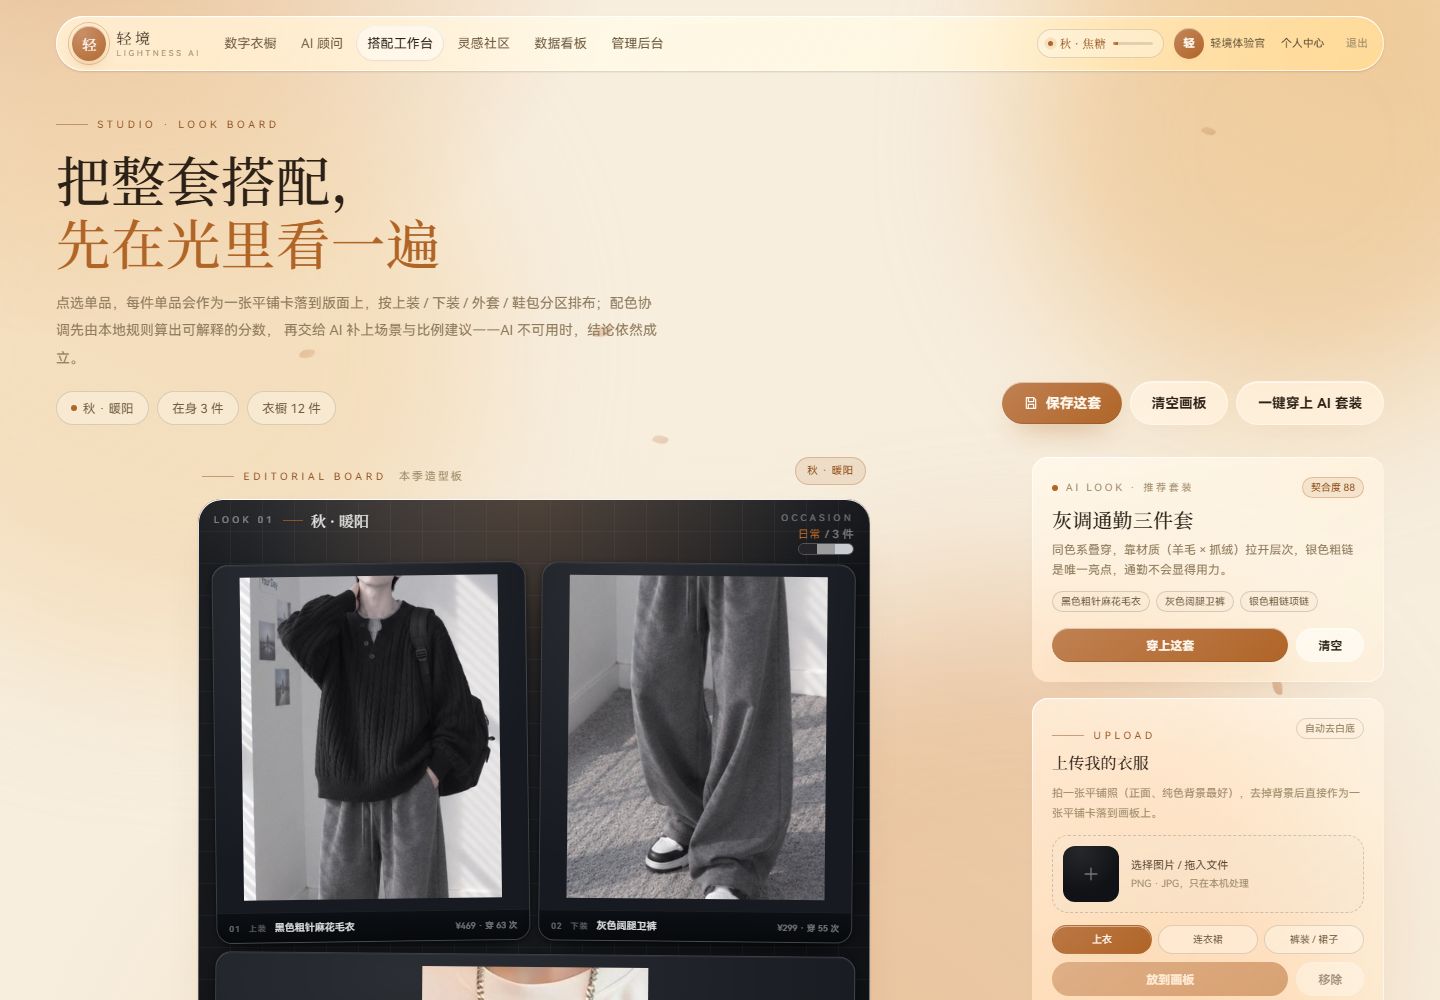 轻
轻境
LIGHTNESS AI
数字衣橱
AI 顾问
搭配工作台
灵感社区
数据看板
管理后台
秋 · 焦糖
轻
轻境体验官
个人中心
退出
STUDIO · LOOK BOARD
把整套搭配，
先在光里看一遍
点选单品，每件单品会作为一张平铺卡落到版面上，按上装 / 下装 / 外套 / 鞋包分区排布；配色协
调先由本地规则算出可解释的分数， 再交给 AI 补上场景与比例建议——AI 不可用时，结论依然成
立。
秋 · 暖阳
在身 3 件
衣橱 12 件
保存这套
清空画板
一键穿上 AI 套装
EDITORIAL BOARD 本季造型板
秋 · 暖阳
LOOK 01 秋 · 暖阳
OCCASION
日常 / 3 件
01 上装 黑色粗针麻花毛衣 ¥469 · 穿 63 次
02 下装 灰色阔腿卫裤 ¥299 · 穿 55 次
AI LOOK · 推荐套装
契合度 88
灰调通勤三件套
同色系叠穿，靠材质（羊毛 × 抓绒）拉开层次，银色粗链
是唯一亮点，通勤不会显得用力。
黑色粗针麻花毛衣
灰色阔腿卫裤
银色粗链项链
穿上这套
清空
UPLOAD
自动去白底
上传我的衣服
拍一张平铺照（正面、纯色背景最好），去掉背景后直接作为一
张平铺卡落到画板上。
选择图片 / 拖入文件
PNG · JPG，只在本机处理
上衣
连衣裙
裤装 / 裙子
放到画板
移除